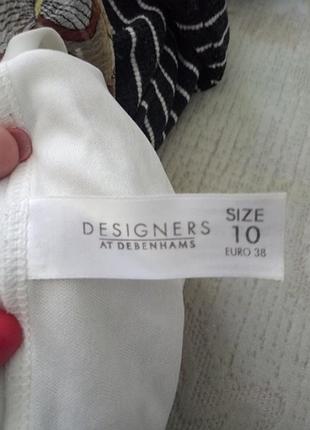 DESIGNERS
AT DEBENHAMS
SIZE
10
EURO 38